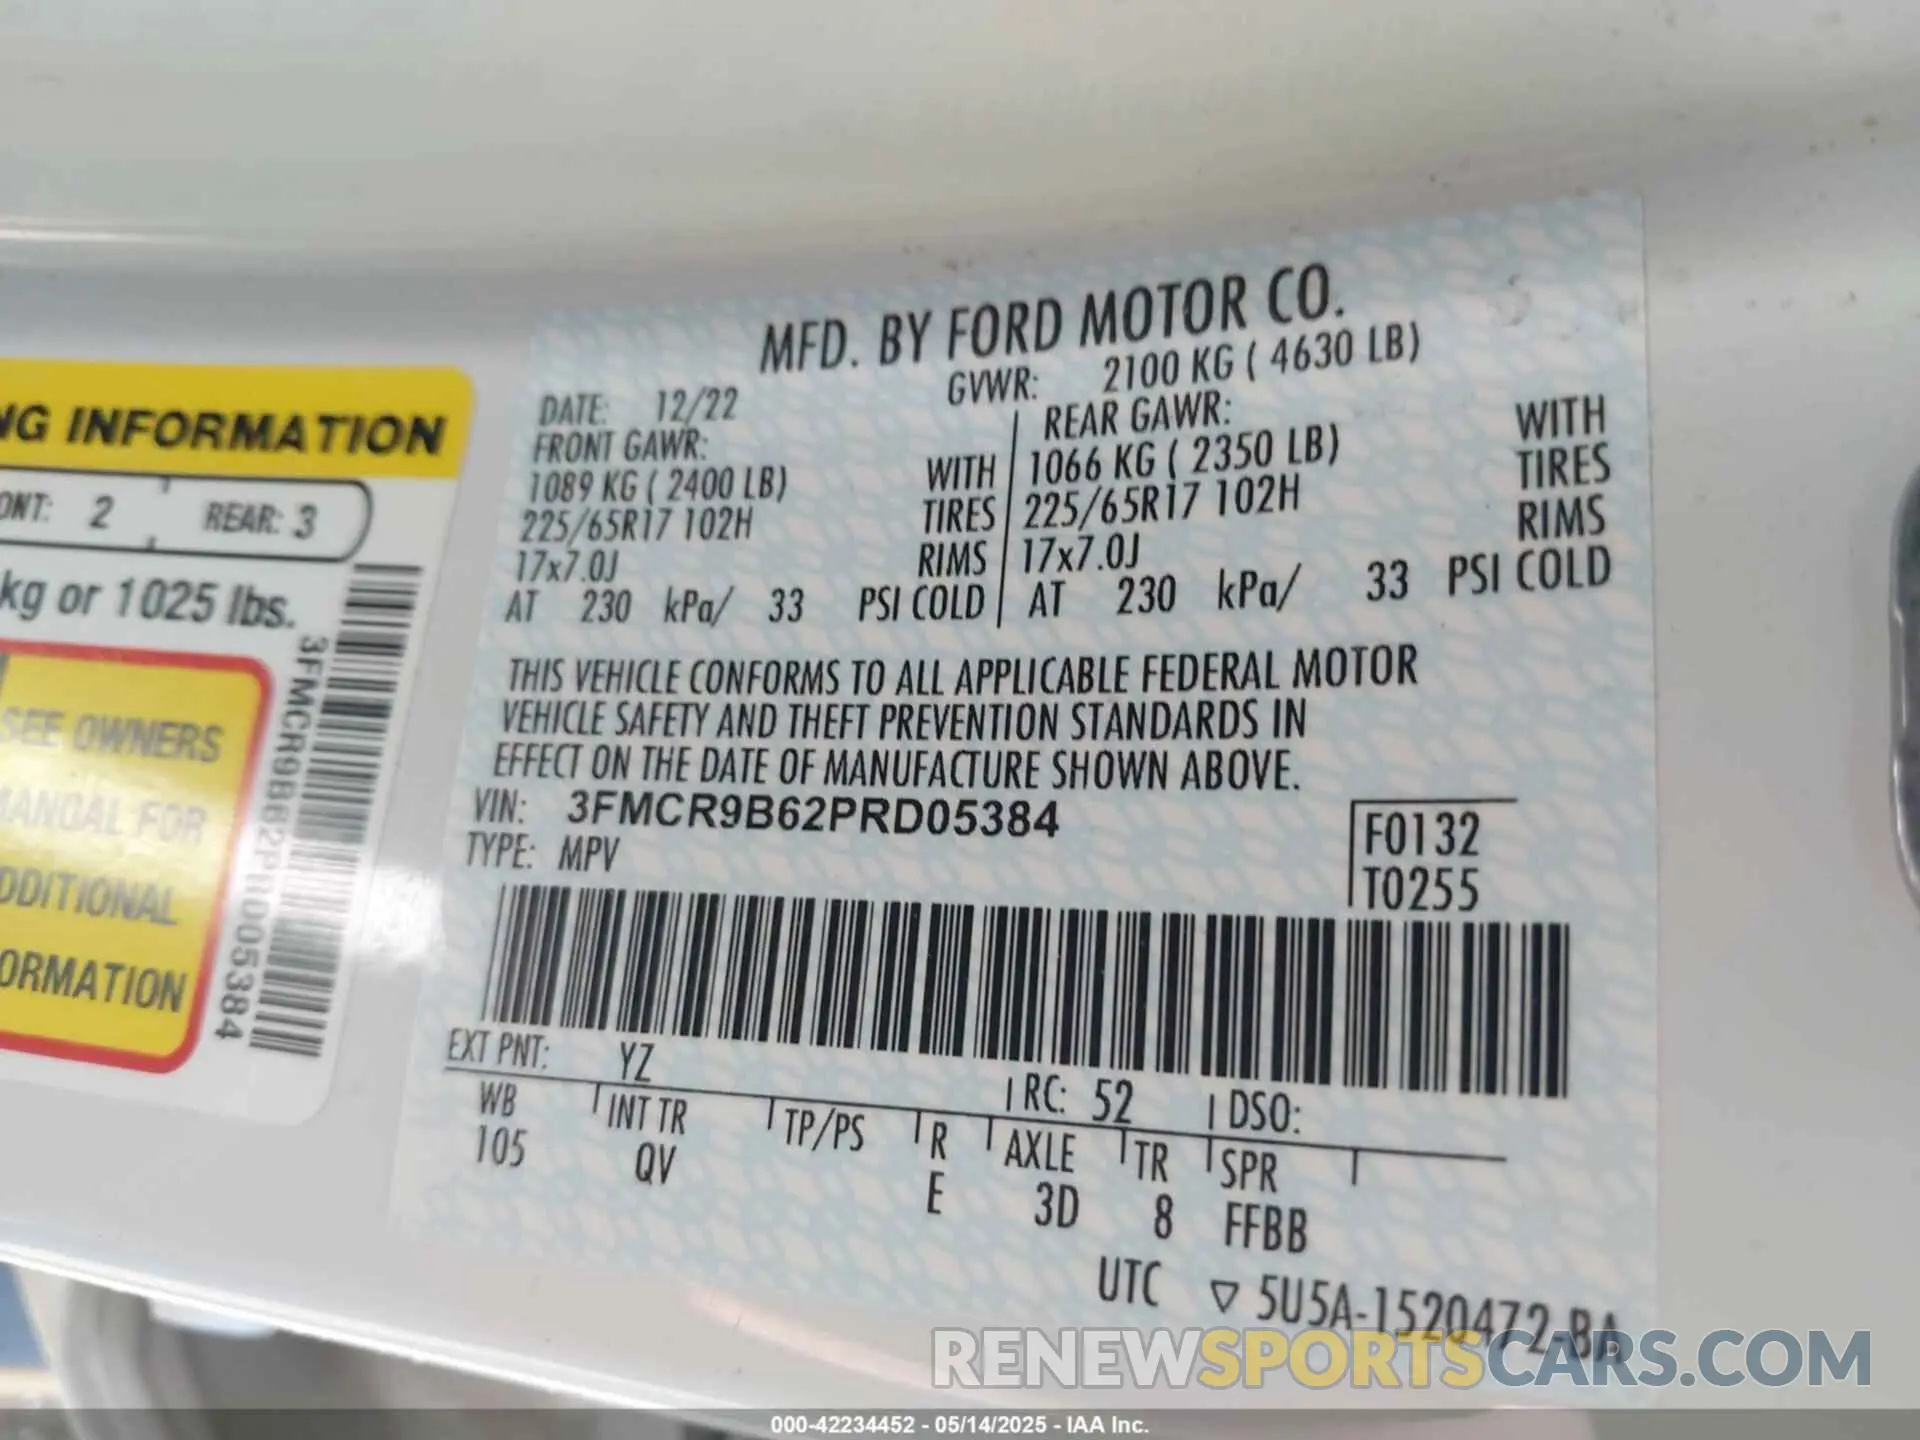 MFD. BY FORD MOTOR CO.
DATE: 12/22 GVWR: 2100 KG ( 4630 LB)
FRONT GAWR: REAR GAWR:
1089 KG ( 2400 LB) WITH 1066 KG ( 2350 LB) WITH
225/65R17 102H TIRES 225/65R17 102H TIRES
17x7.0J RIMS 17x7.0J RIMS
AT 230 kPa/ 33 PSI COLD AT 230 kPa/ 33 PSI COLD
THIS VEHICLE CONFORMS TO ALL APPLICABLE FEDERAL MOTOR
VEHICLE SAFETY AND THEFT PREVENTION STANDARDS IN
EFFECT ON THE DATE OF MANUFACTURE SHOWN ABOVE.
VIN: 3FMCR9B62PRD05384
TYPE: MPV
F0132
T0255
EXT PNT: YZ RC: 52 DSO:
WB INT TR TP/PS R AXLE TR SPR
105 QV E 3D 8 FFBB
UTC ▽ 5U5A-1520472-BA
NG INFORMATION
ONT: 2 REAR: 3
kg or 1025 lbs.
SEE OWNERS
MANUAL FOR
ADDITIONAL
FORMATION
3FMCR9B62PRD05384
RENEWSPORTSCARS.COM
000-42234452 - 05/14/2025 - IAA Inc.